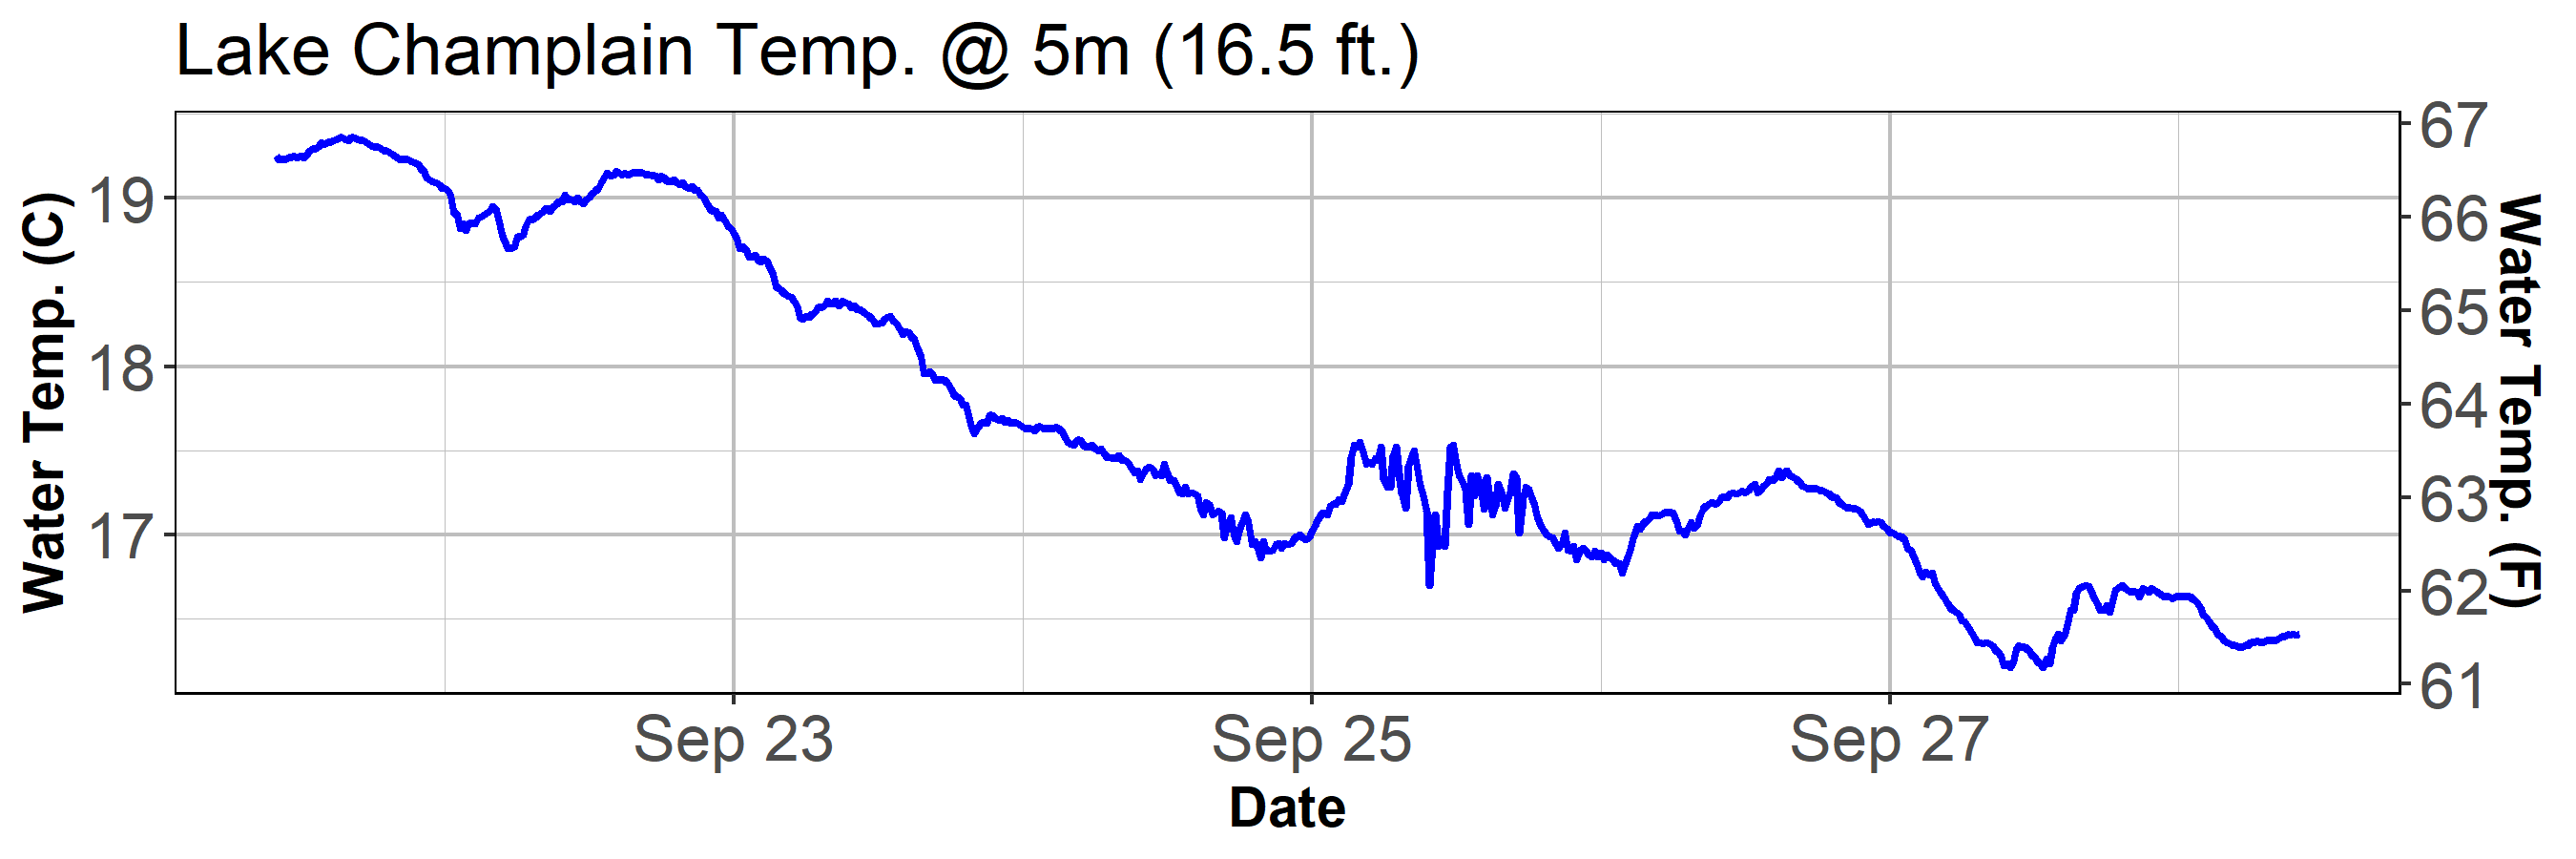 Lake Champlain Temp. @ 5m (16.5 ft.)
Water Temp. (C)
19
18
17
67
66
65
64
63
62
61
Water Temp. (F)
Sep 23
Sep 25
Sep 27
Date